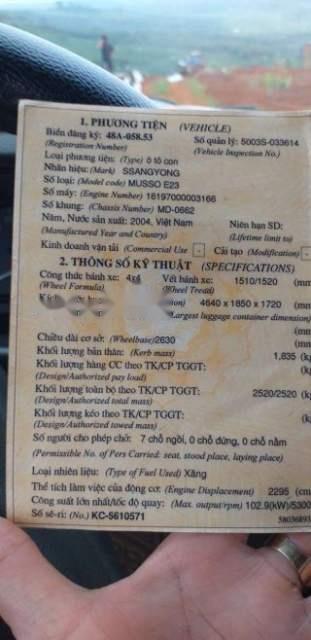 1. PHƯƠNG TIỆN (VEHICLE)
Biển đăng ký: 48A-058.53 Số quản lý: 5003S-033614
(Registration Number) (Vehicle Inspection No.)
Loại phương tiện: (Type) ô tô con
Nhãn hiệu: (Mark) SSANGYONG
Số loại: (Model code) MUSSO E23
Số máy: (Engine Number) 16197000003166
Số khung: (Chassis Number) MD-0662
Năm, Nước sản xuất: 2004, Việt Nam Niên hạn SD:
(Manufactured Year and Country) (Lifetime limit to)
Kinh doanh vận tải (Commercial Use - Cải tạo (Modification) -
2. THÔNG SỐ KỸ THUẬT (SPECIFICATIONS)
Công thức bánh xe: 4x4 Vết bánh xe: 1510/1520 (mm
(Wheel Formula) (Wheel Tread)
4640 x 1850 x 1720 (mm
(Largest luggage container dimension)
(mm
Chiều dài cơ sở: (Wheelbase) 2630 (mm
Khối lượng bản thân: (Kerb mass) 1,835 (kg
Khối lượng hàng CC theo TK/CP TGGT: (kg
(Design/Authorized pay load)
Khối lượng toàn bộ theo TK/CP TGGT: 2520/2520 (kg
(Design/Authorized total mass)
Khối lượng kéo theo TK/CP TGGT: (kg
(Design/Authorized towed mass)
Số người cho phép chở: 7 chỗ ngồi, 0 chỗ đứng, 0 chỗ nằm
(Permissible No. of Pers Carried: seat, stood place, laying place)
Loại nhiên liệu: (Type of Fuel Used) Xăng
Thể tích làm việc của động cơ: (Engine Displacement) 2295 (cm
Công suất lớn nhất/tốc độ quay: (Max. output/rpm) 102.9(kW)/5300
Số sê-ri: (No.) KC-5610571